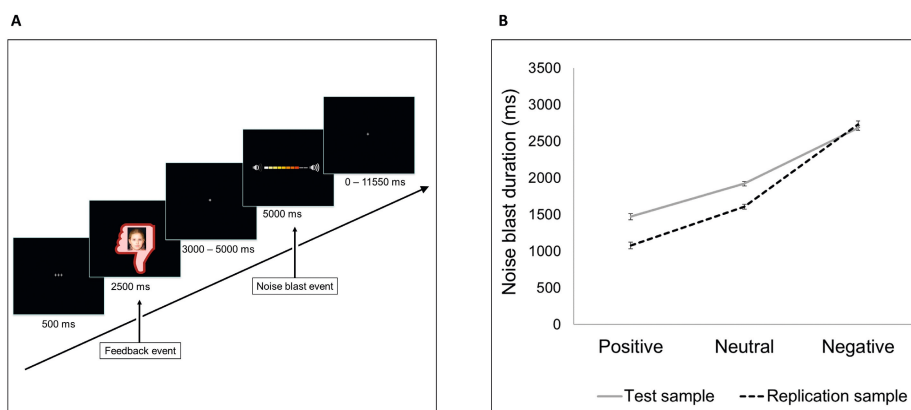 A
0 – 11550 ms
5000 ms
3000 – 5000 ms
2500 ms
500 ms
Noise blast event
Feedback event
B
Noise blast duration (ms)
3500
3000
2500
2000
1500
1000
500
0
Positive Neutral Negative
Test sample Replication sample